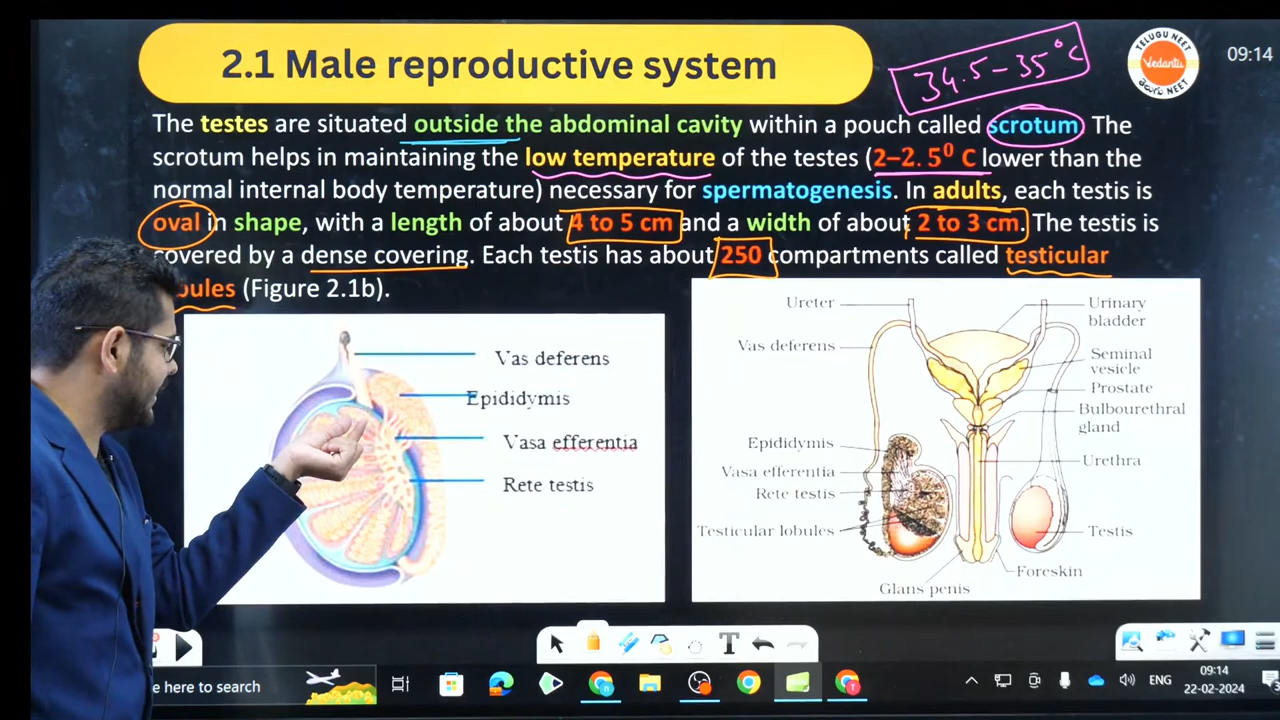 2.1 Male reproductive system
34.5-35°C
TELUGU NEET
Vedantu
తెలుగు NEET
09:14
The testes are situated outside the abdominal cavity within a pouch called scrotum. The
scrotum helps in maintaining the low temperature of the testes (2–2. 5⁰ C lower than the
normal internal body temperature) necessary for spermatogenesis. In adults, each testis is
oval in shape, with a length of about 4 to 5 cm and a width of about 2 to 3 cm. The testis is
covered by a dense covering. Each testis has about 250 compartments called testicular
(Figure 2.1b).
Vas deferens
Epididymis
Vasa efferentia
Rete testis
Ureter
Urinary
bladder
Vas deferens
Seminal
vesicle
Prostate
Bulbourethral
gland
Epididymis
Urethra
Vasa efferentia
Rete testis
Testicular lobules
Testis
Foreskin
Glans penis
T
here to search
ENG
09:14
22-02-2024